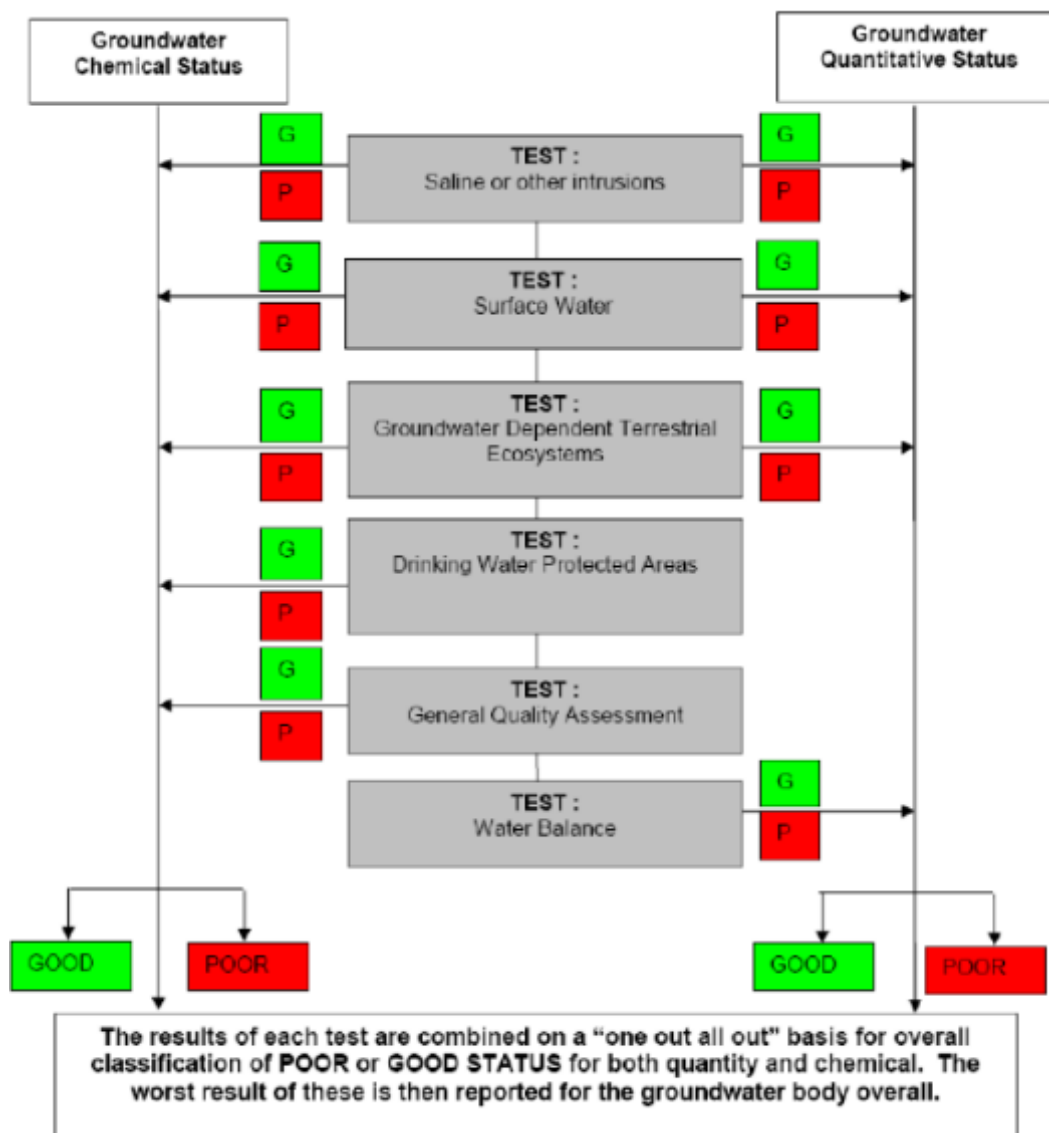 Groundwater
Chemical Status
Groundwater
Quantitative Status
G
G
TEST :
Saline or other intrusions
P
P
G
G
TEST :
Surface Water
P
P
G
G
TEST :
Groundwater Dependent Terrestrial
Ecosystems
P
P
G
TEST :
Drinking Water Protected Areas
P
G
TEST :
General Quality Assessment
P
G
TEST :
Water Balance
P
GOOD
POOR
GOOD
POOR
The results of each test are combined on a “one out all out” basis for overall
classification of POOR or GOOD STATUS for both quantity and chemical. The
worst result of these is then reported for the groundwater body overall.